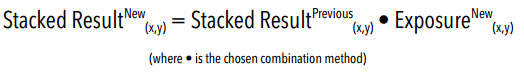 Stacked Result^New_(x,y) = Stacked Result^Previous_(x,y) • Exposure^New_(x,y)
(where • is the chosen combination method)